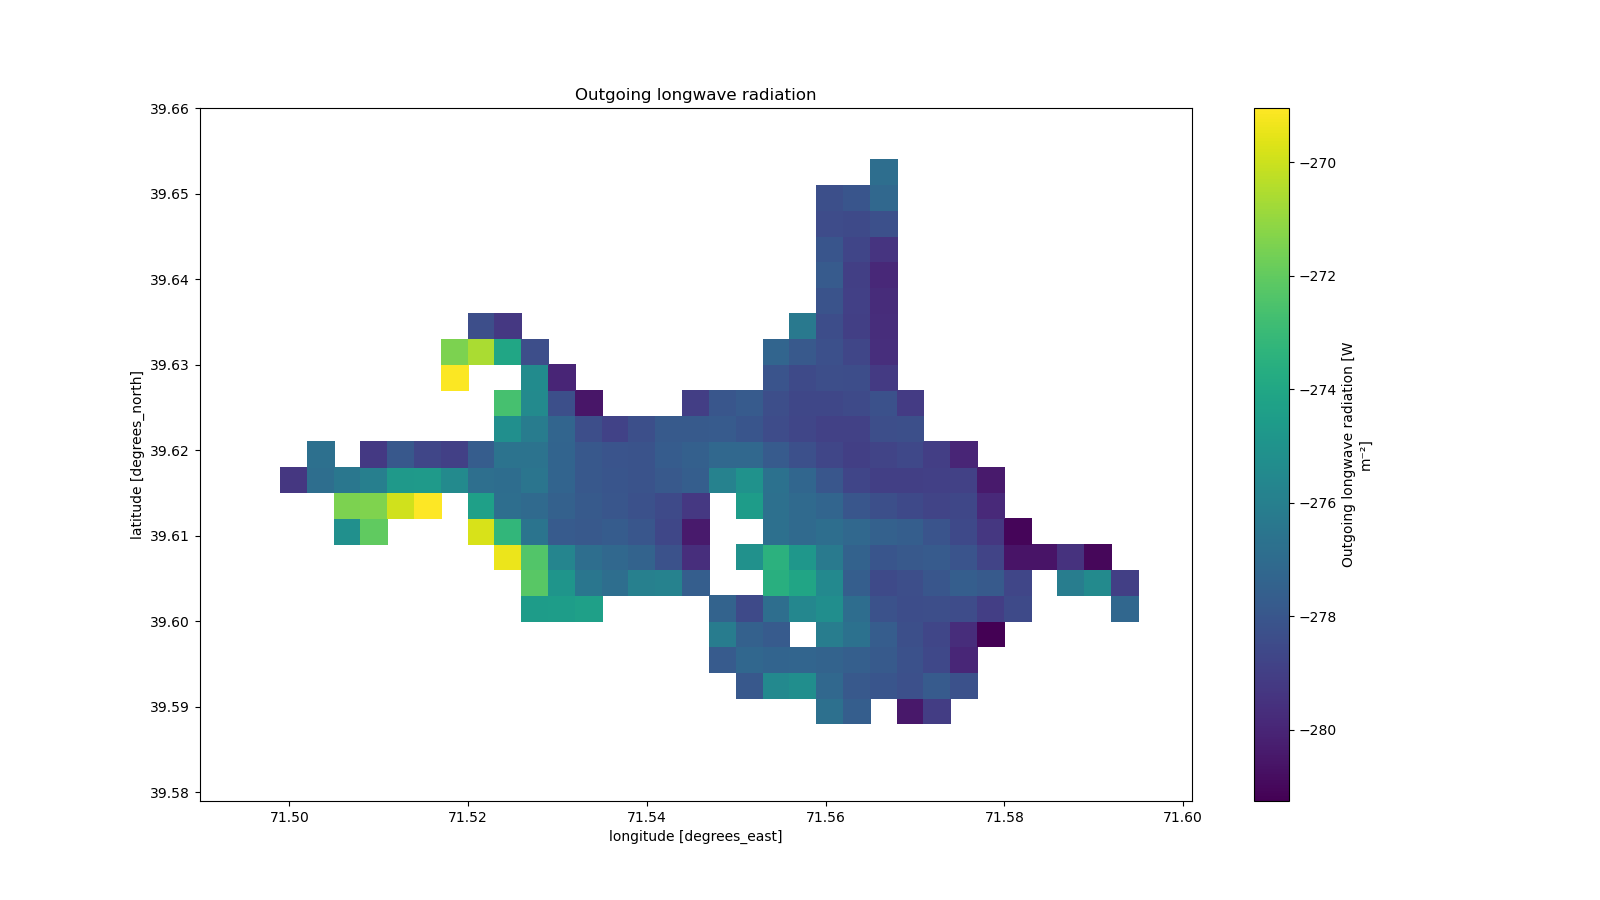 Outgoing longwave radiation
39.66
39.65
39.64
39.63
39.62
39.61
39.60
39.59
39.58
latitude [degrees_north]
71.50 71.52 71.54 71.56 71.58 71.60
longitude [degrees_east]
−270
−272
−274
−276
−278
−280
Outgoing longwave radiation [W
m⁻²]